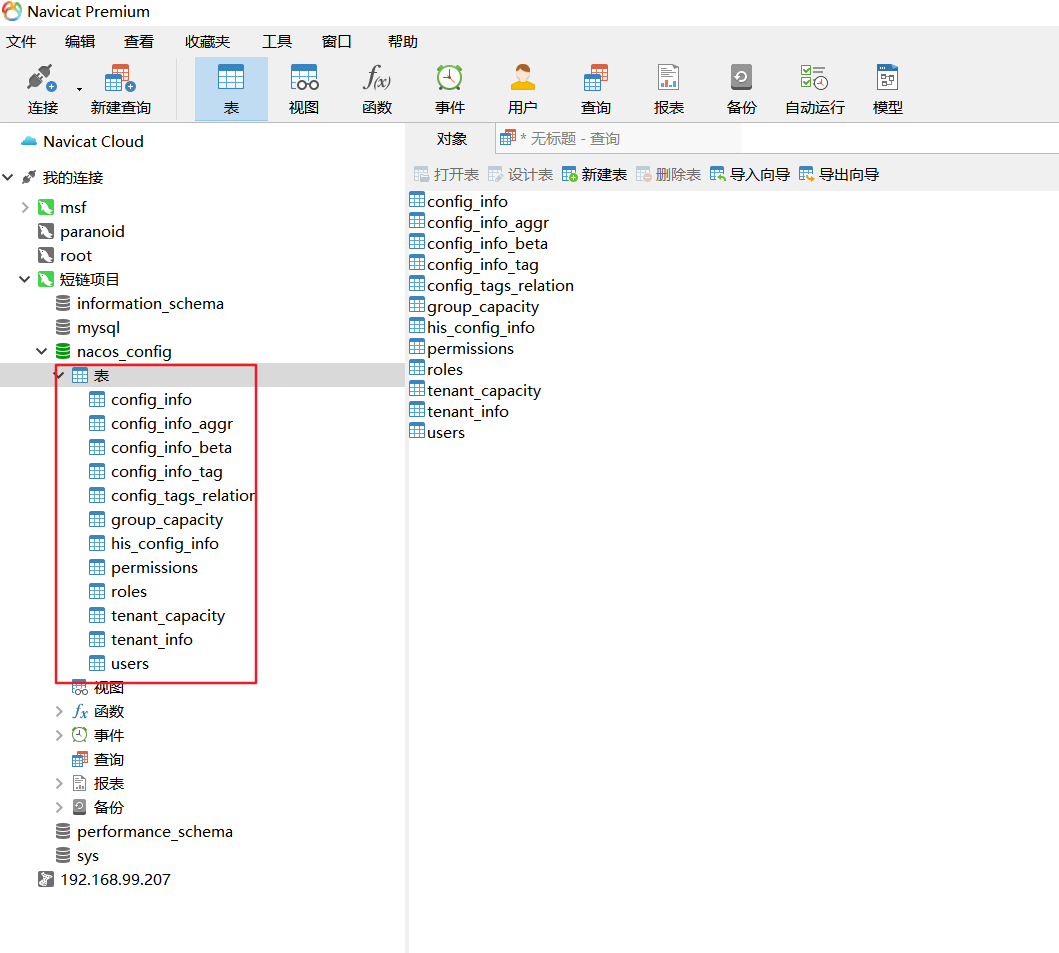 Navicat Premium
文件 编辑 查看 收藏夹 工具 窗口 帮助
连接 新建查询 表 视图 函数 事件 用户 查询 报表 备份 自动运行 模型
Navicat Cloud
我的连接
msf
paranoid
root
短链项目
information_schema
mysql
nacos_config
表
config_info
config_info_aggr
config_info_beta
config_info_tag
config_tags_relation
group_capacity
his_config_info
permissions
roles
tenant_capacity
tenant_info
users
视图
函数
事件
查询
报表
备份
performance_schema
sys
192.168.99.207
对象 * 无标题 - 查询
打开表 设计表 新建表 删除表 导入向导 导出向导
config_info
config_info_aggr
config_info_beta
config_info_tag
config_tags_relation
group_capacity
his_config_info
permissions
roles
tenant_capacity
tenant_info
users